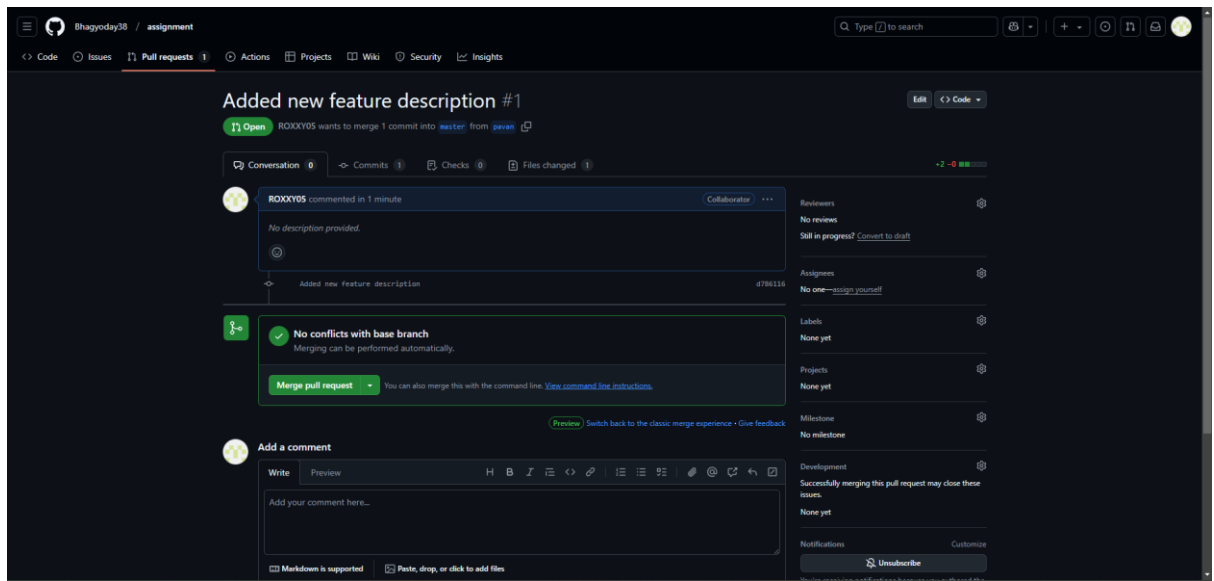 Bhagyoday38 / assignment
Type / to search
Code Issues Pull requests 1 Actions Projects Wiki Security Insights
Added new feature description #1
Edit <> Code
Open ROXXY05 wants to merge 1 commit into master from pavan
Conversation 0 Commits 1 Checks 0 Files changed 1
+2 −0
ROXXY05 commented in 1 minute
Collaborator
No description provided.
Added new feature description
d786116
No conflicts with base branch
Merging can be performed automatically.
Merge pull request
You can also merge this with the command line. View command line instructions.
Preview Switch back to the classic merge experience • Give feedback
Add a comment
Write Preview
H B I
Add your comment here...
Markdown is supported
Paste, drop, or click to add files
Reviewers
No reviews
Still in progress? Convert to draft
Assignees
No one—assign yourself
Labels
None yet
Projects
None yet
Milestone
No milestone
Development
Successfully merging this pull request may close these
issues.
None yet
Notifications Customize
Unsubscribe